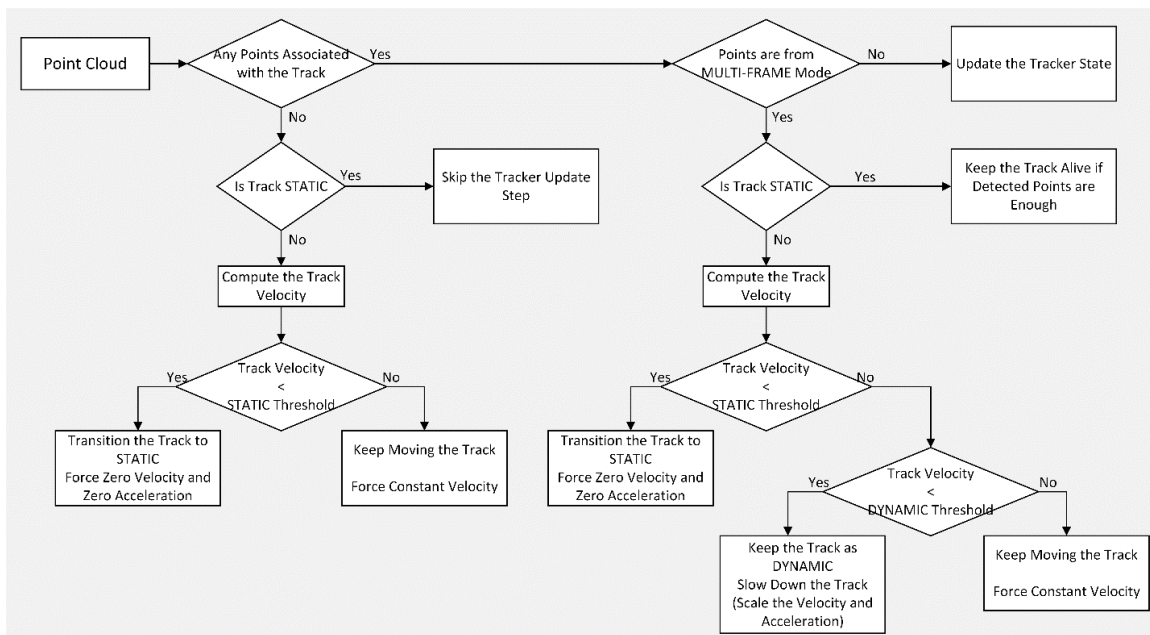 Point Cloud
Any Points Associated
with the Track
Yes
No
Points are from
MULTI-FRAME Mode
No
Yes
Update the Tracker State
Is Track STATIC
Yes
No
Skip the Tracker Update
Step
Is Track STATIC
Yes
No
Keep the Track Alive if
Detected Points are
Enough
Compute the Track
Velocity
Compute the Track
Velocity
Track Velocity
<
STATIC Threshold
Yes
No
Track Velocity
<
STATIC Threshold
Yes
No
Transition the Track to
STATIC
Force Zero Velocity and
Zero Acceleration
Keep Moving the Track
Force Constant Velocity
Transition the Track to
STATIC
Force Zero Velocity and
Zero Acceleration
Track Velocity
<
DYNAMIC Threshold
Yes
No
Keep the Track as
DYNAMIC
Slow Down the Track
(Scale the Velocity and
Acceleration)
Keep Moving the Track
Force Constant Velocity